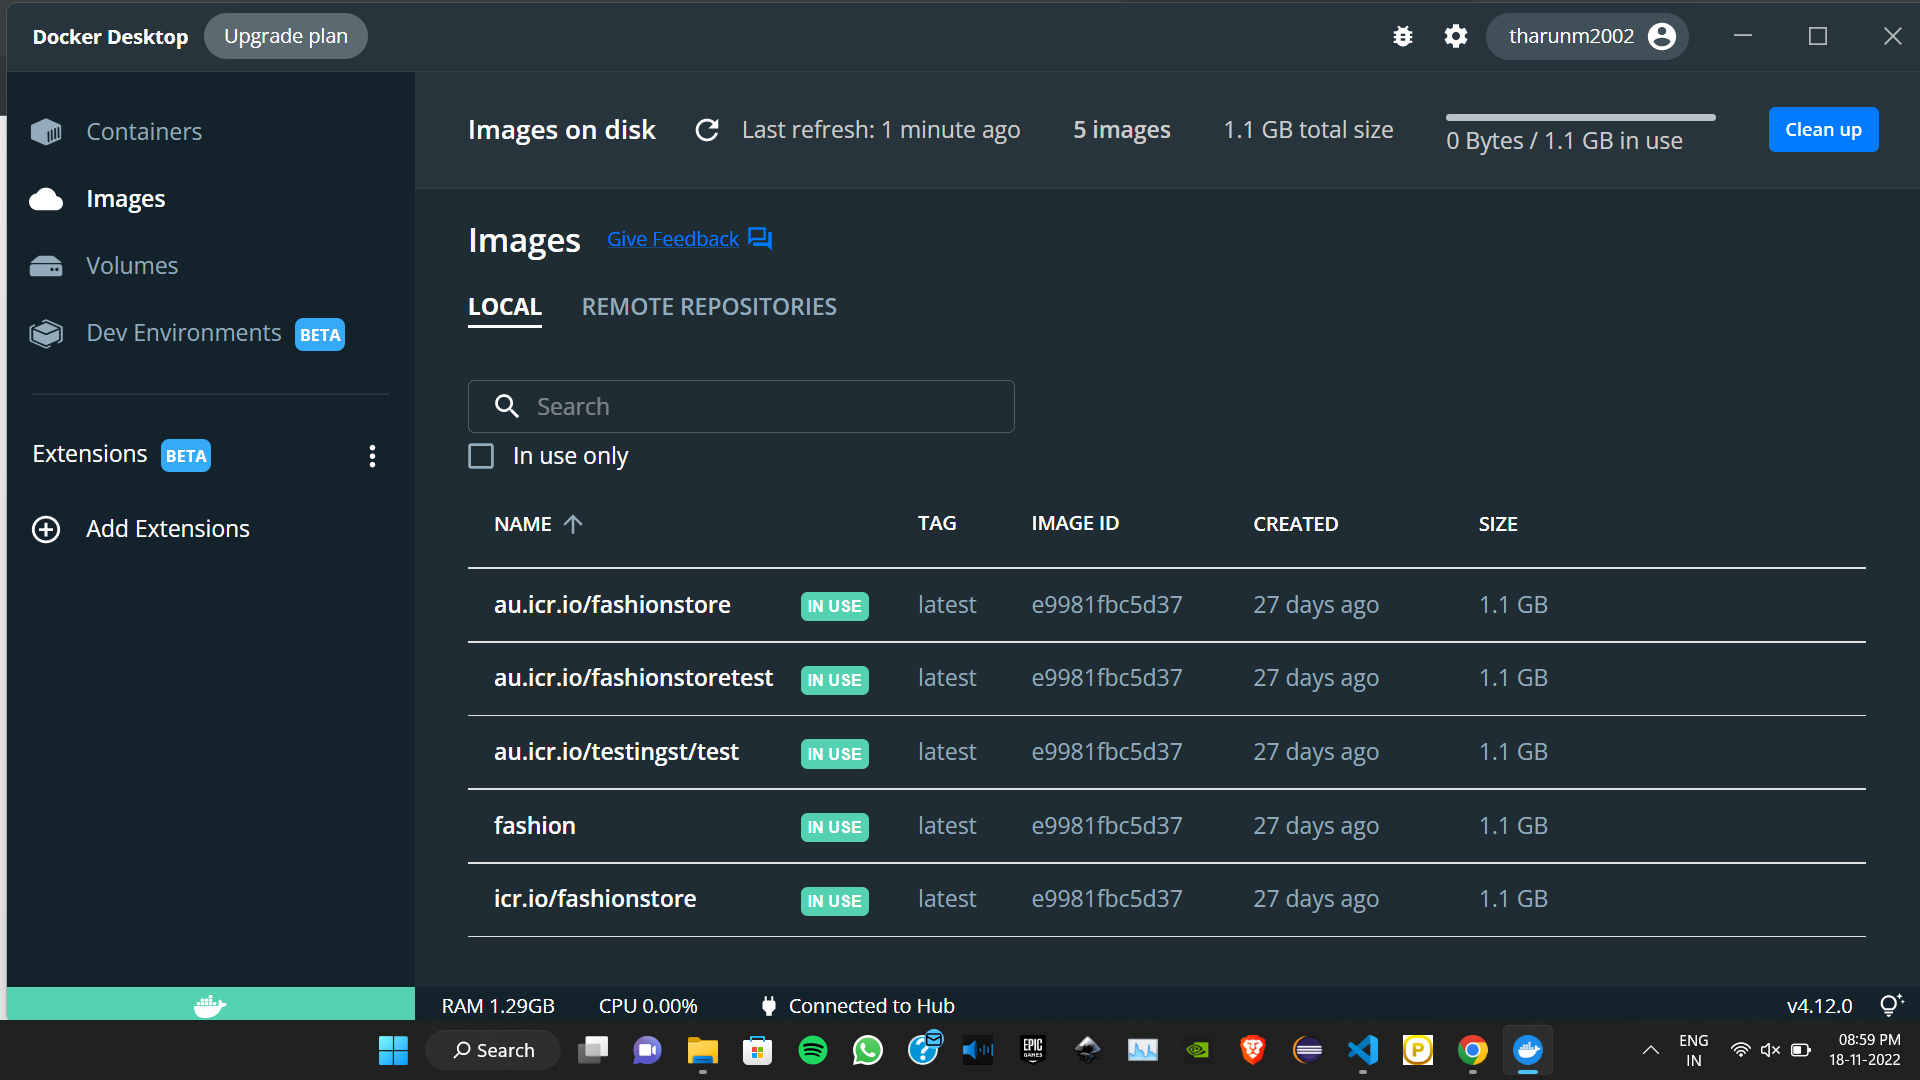 Docker Desktop Upgrade plan tharunm2002
Containers
Images
Volumes
Dev Environments BETA
Extensions BETA
Add Extensions
Images on disk Last refresh: 1 minute ago 5 images 1.1 GB total size 0 Bytes / 1.1 GB in use Clean up
Images Give Feedback
LOCAL REMOTE REPOSITORIES
Search
In use only
NAME TAG IMAGE ID CREATED SIZE
au.icr.io/fashionstore IN USE latest e9981fbc5d37 27 days ago 1.1 GB
au.icr.io/fashionstoretest IN USE latest e9981fbc5d37 27 days ago 1.1 GB
au.icr.io/testingst/test IN USE latest e9981fbc5d37 27 days ago 1.1 GB
fashion IN USE latest e9981fbc5d37 27 days ago 1.1 GB
icr.io/fashionstore IN USE latest e9981fbc5d37 27 days ago 1.1 GB
RAM 1.29GB CPU 0.00% Connected to Hub v4.12.0
Search EPIC GAMES P ENG IN 08:59 PM
18-11-2022